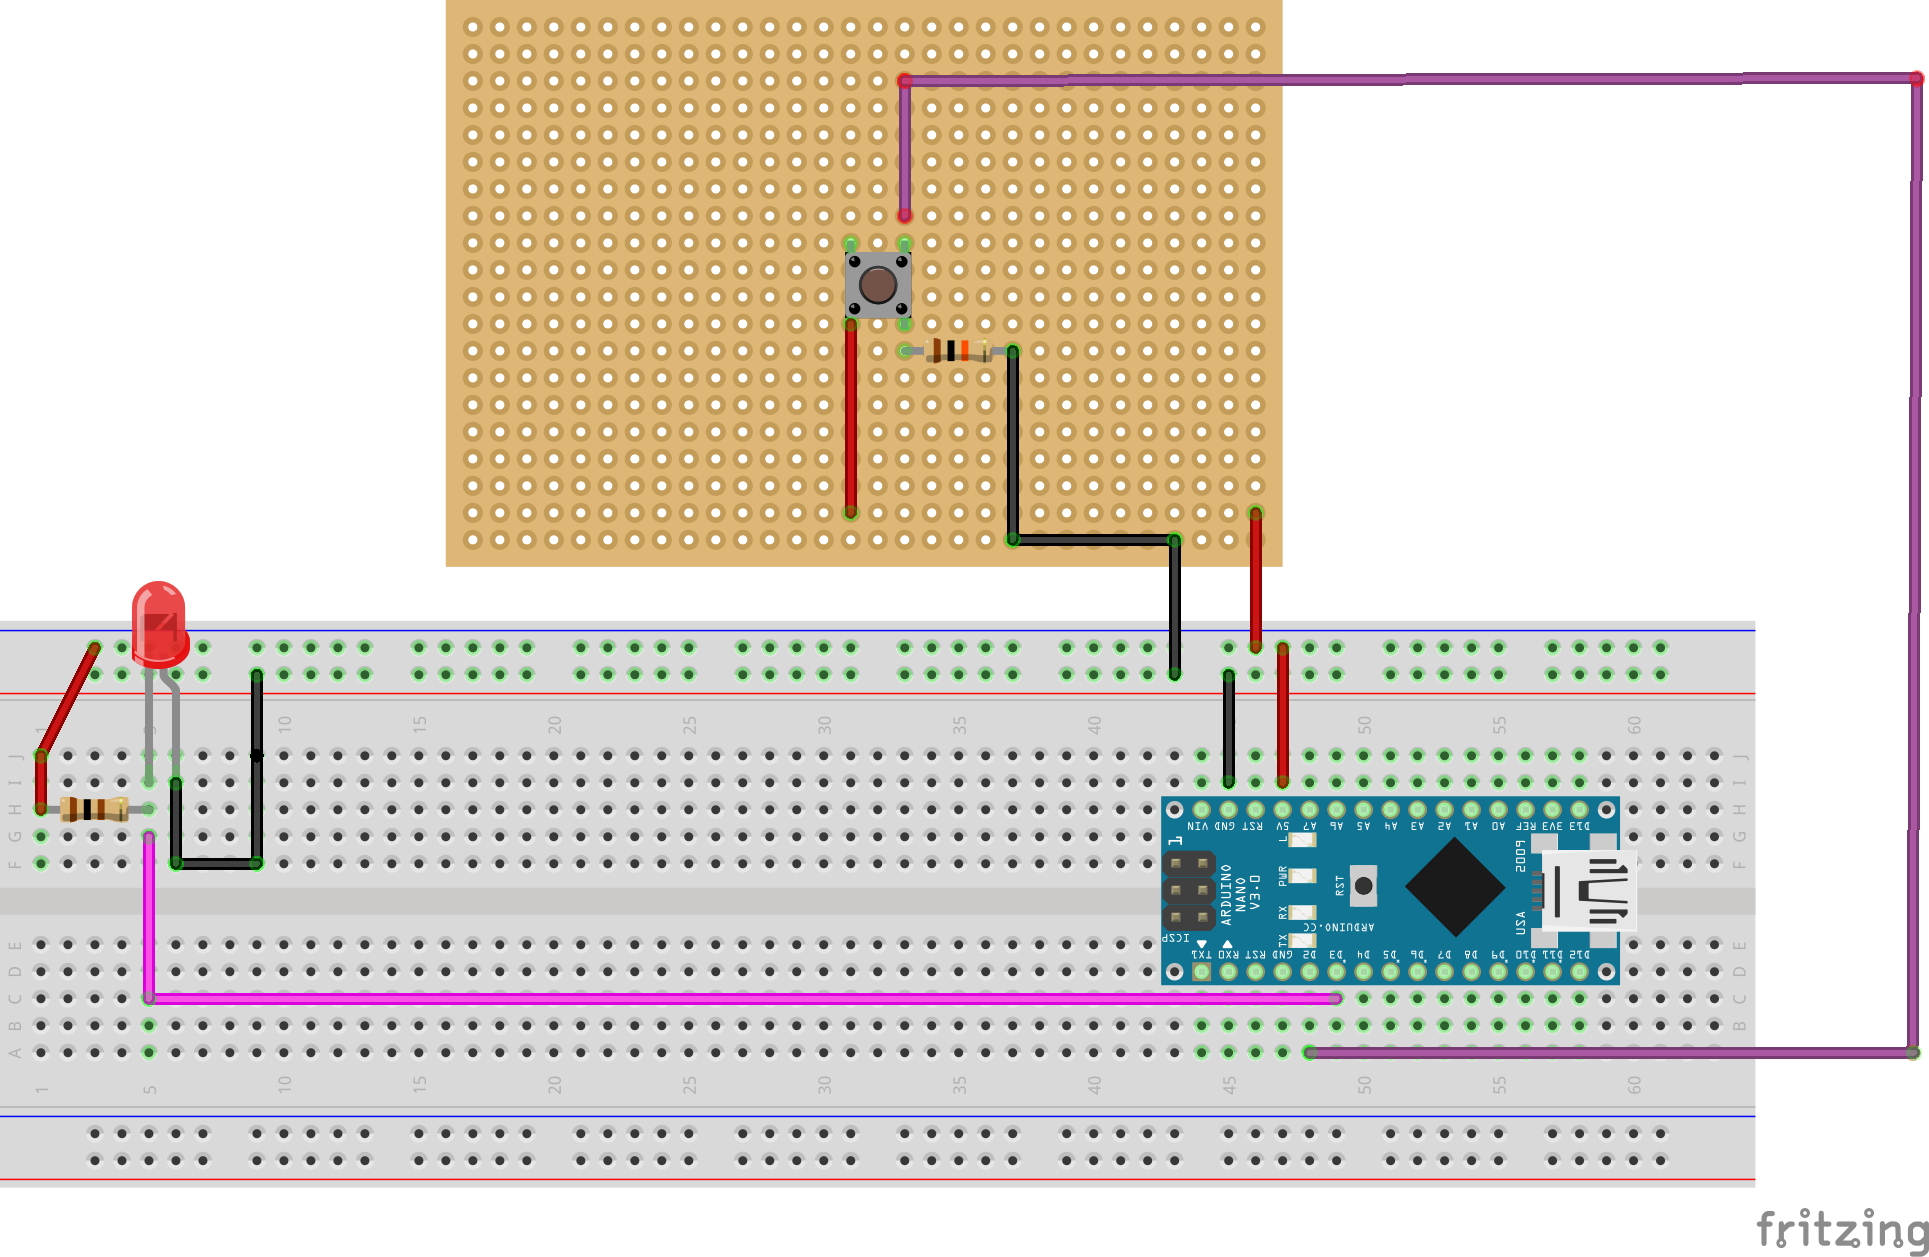 1 5 10 15 20 25 30 35 40 45 50 55 60
J J
I I
H H
G G
F F
VIN GND RST 5V A7 A6 A5 A4 A3 A2 A1 A0 REF 3V3 D13
1
L
PWR
RX
TX
RST
ARDUINO
NANO
V3.0
ICSP
ARDUINO.CC
USA
TX1 RX0 RST GND D2 D3 D4 D5 D6 D7 D8 D9 D10 D11 D12
E E
D D
C C
B B
A A
1 5 10 15 20 25 30 35 40 45 50 55 60
fritzing